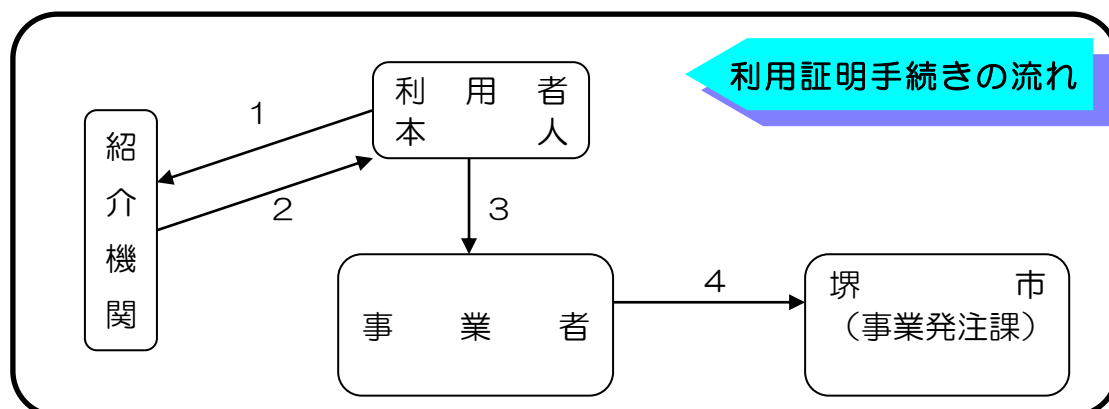 利用証明手続きの流れ
利用者
本人
1
紹介機関
2
3
事業者
4
堺市
（事業発注課）